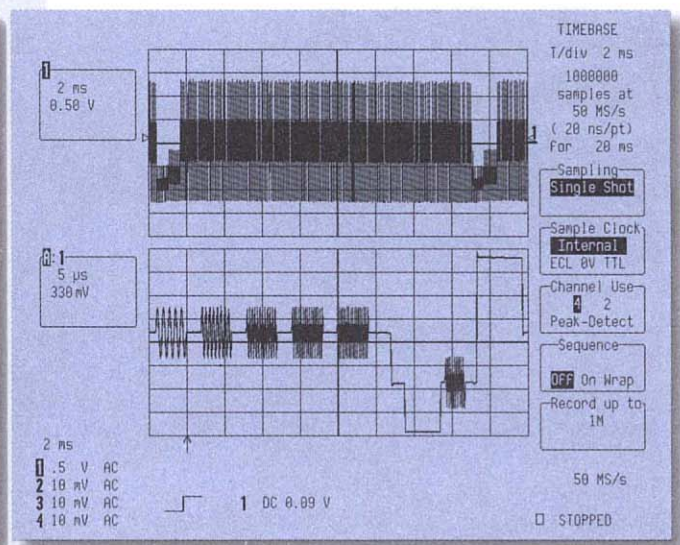 1
2 ms
0.50 V
1
A:1
5 µs
330 mV
2 ms
1 .5 V AC
2 10 mV AC
3 10 mV AC
4 10 mV AC
1 DC 0.09 V
TIMEBASE
T/div 2 ms
1000000
samples at
50 MS/s
( 20 ns/pt)
for 20 ms
Sampling
Single Shot
Sample Clock
Internal
ECL 0V TTL
Channel Use
4 2
Peak-Detect
Sequence
OFF On Wrap
Record up to
1M
50 MS/s
STOPPED